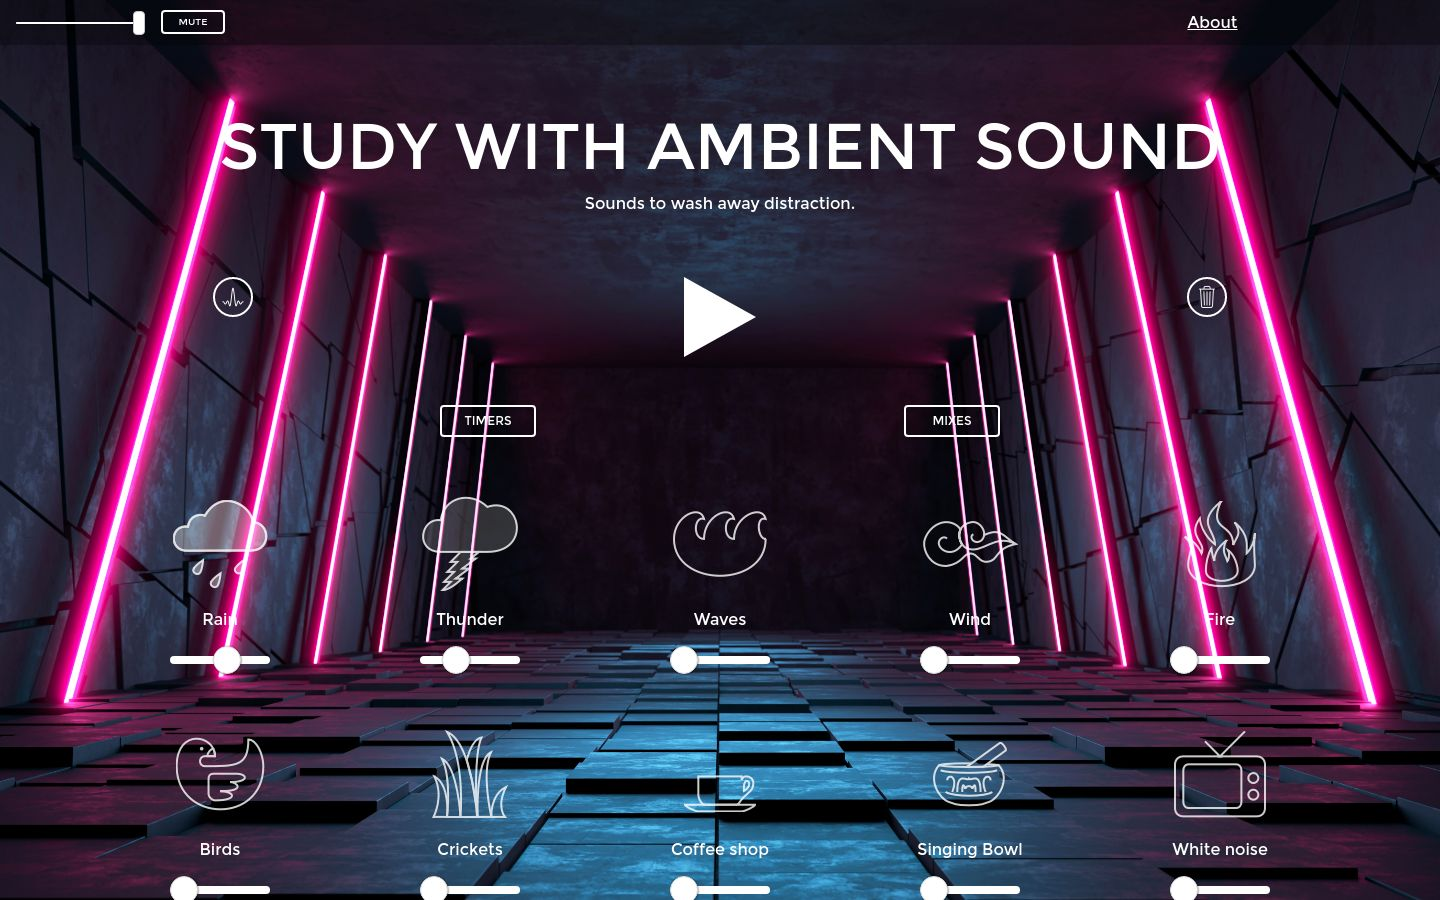 MUTE
About
STUDY WITH AMBIENT SOUND
Sounds to wash away distraction.
TIMERS
MIXES
Rain
Thunder
Waves
Wind
Fire
Birds
Crickets
Coffee shop
Singing Bowl
White noise